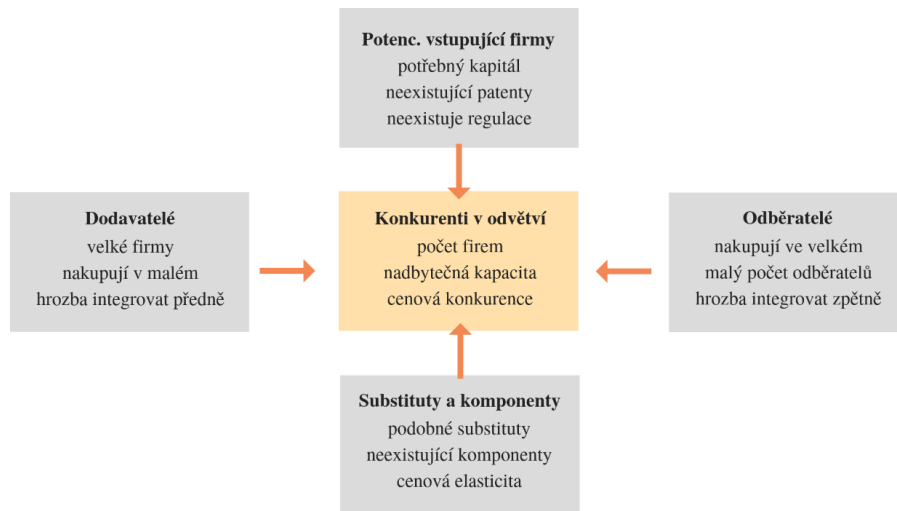 Potenc. vstupující firmy
potřebný kapitál
neexistující patenty
neexistuje regulace
Dodavatelé
velké firmy
nakupují v malém
hrozba integrovat předně
Konkurenti v odvětví
počet firem
nadbytečná kapacita
cenová konkurence
Odběratelé
nakupují ve velkém
malý počet odběratelů
hrozba integrovat zpětně
Substituty a komponenty
podobné substituty
neexistující komponenty
cenová elasticita